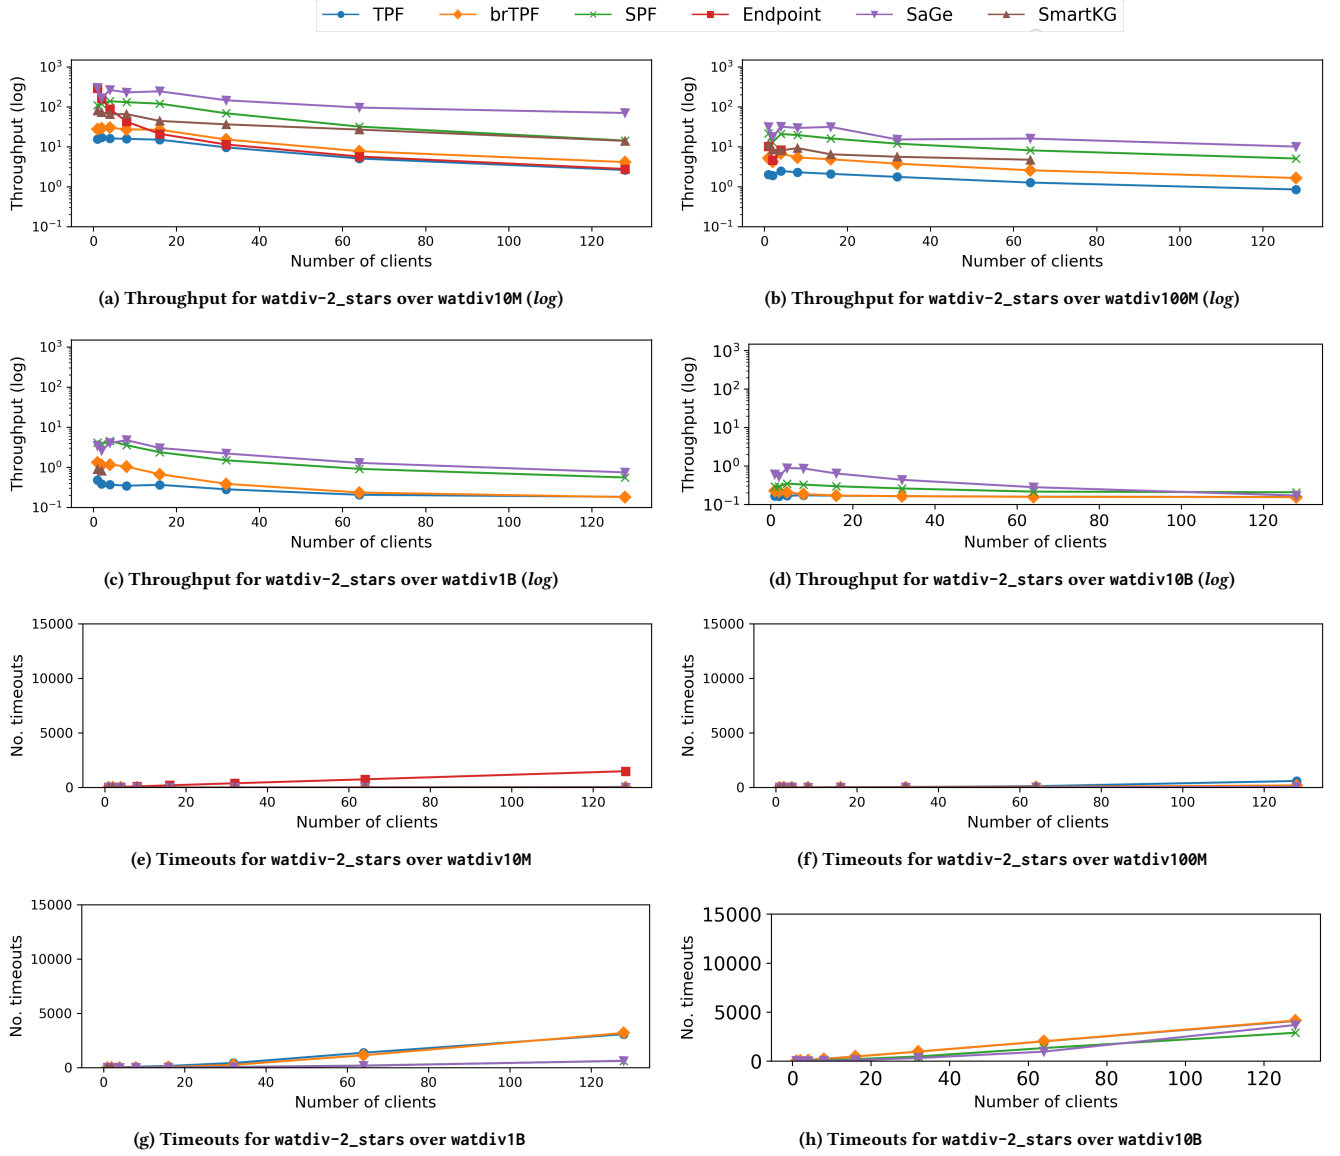 TPF brTPF SPF Endpoint SaGe SmartKG
10³
10²
10¹
10⁰
10⁻¹
Throughput (log)
0 20 40 60 80 100 120
Number of clients
(a) Throughput for watdiv-2_stars over watdiv10M (log)
10³
10²
10¹
10⁰
10⁻¹
Throughput (log)
0 20 40 60 80 100 120
Number of clients
(b) Throughput for watdiv-2_stars over watdiv100M (log)
10³
10²
10¹
10⁰
10⁻¹
Throughput (log)
0 20 40 60 80 100 120
Number of clients
(c) Throughput for watdiv-2_stars over watdiv1B (log)
10³
10²
10¹
10⁰
10⁻¹
Throughput (log)
0 20 40 60 80 100 120
Number of clients
(d) Throughput for watdiv-2_stars over watdiv10B (log)
15000
10000
5000
0
No. timeouts
0 20 40 60 80 100 120
Number of clients
(e) Timeouts for watdiv-2_stars over watdiv10M
15000
10000
5000
0
No. timeouts
0 20 40 60 80 100 120
Number of clients
(f) Timeouts for watdiv-2_stars over watdiv100M
15000
10000
5000
0
No. timeouts
0 20 40 60 80 100 120
Number of clients
(g) Timeouts for watdiv-2_stars over watdiv1B
15000
10000
5000
0
No. timeouts
0 20 40 60 80 100 120
Number of clients
(h) Timeouts for watdiv-2_stars over watdiv10B